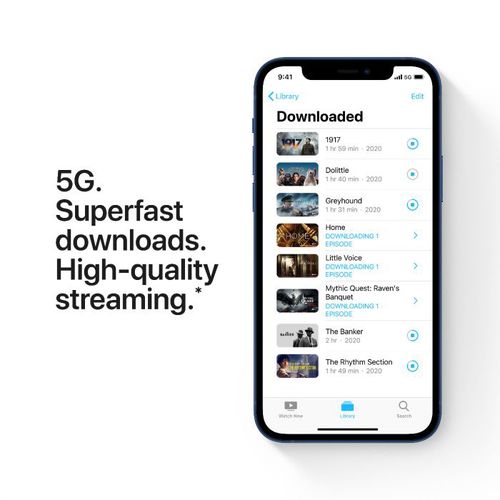 5G.
Superfast
downloads.
High-quality
streaming.*
9:41
5G
Library
Edit
Downloaded
1917
1917
1 hr 59 min · 2020
Dolittle
1 hr 40 min · 2020
Greyhound
1 hr 31 min · 2020
HOME
Home
DOWNLOADING 1
EPISODE
Little Voice
DOWNLOADING 1
EPISODE
Mythic Quest: Raven's
Banquet
DOWNLOADING 1
EPISODE
The Banker
2 hr · 2020
The Rhythm Section
1 hr 49 min · 2020
Watch Now
Library
Search